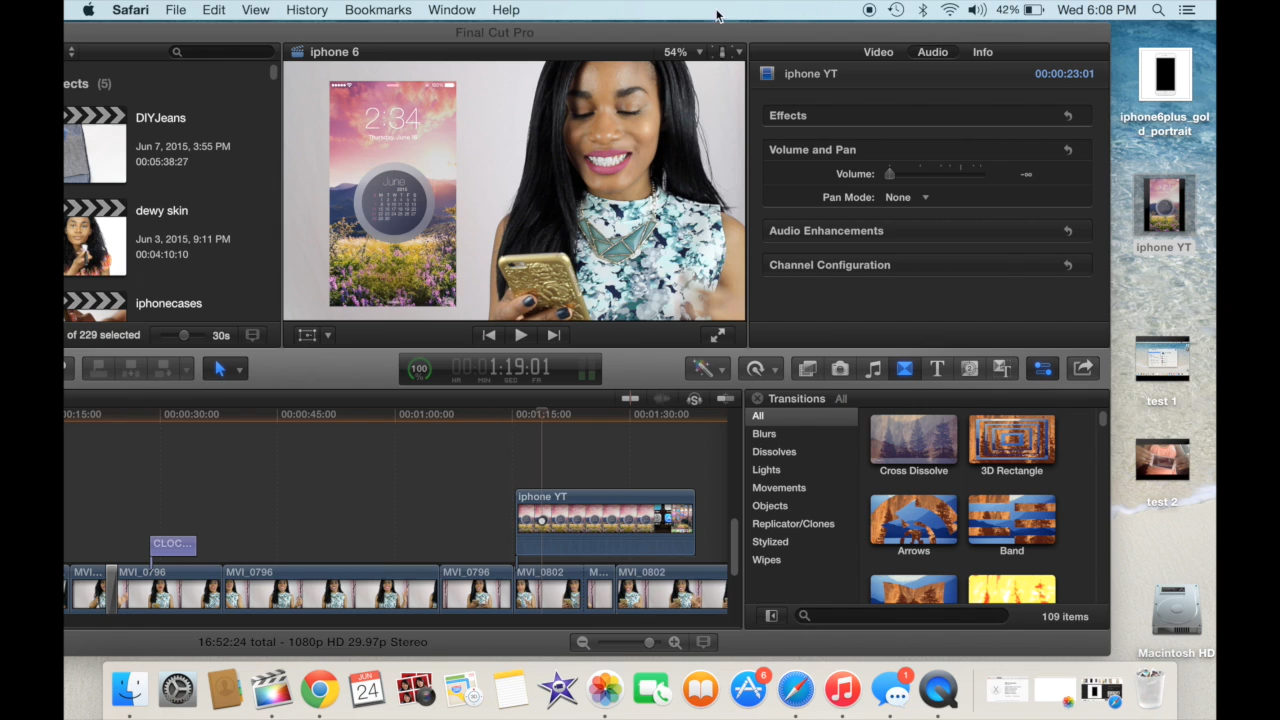 Safari File Edit View History Bookmarks Window Help 42% Wed 6:08 PM
Final Cut Pro
iphone 6 54% Video Audio Info
iphone YT 00:00:23:01
ects (5)
Effects
DIYJeans
Jun 7, 2015, 3:55 PM
00:05:38:27
Volume and Pan
Volume: -∞
Pan Mode: None
dewy skin
Jun 3, 2015, 9:11 PM
00:04:10:10
Audio Enhancements
Channel Configuration
iphonecases
of 229 selected 30s
2:34
Thursday, June 18
June
2015
100
1:19:01
HR MIN SEC FR
00:15:00 00:00:30:00 00:00:45:00 00:01:00:00 00:01:15:00 00:01:30:00
iphone YT
CLOC...
MVI... MVI_0796 MVI_0796 MVI_0796 MVI_0802 M... MVI_0802
16:52:24 total - 1080p HD 29.97p Stereo
Transitions All
All
Blurs
Dissolves
Lights
Movements
Objects
Replicator/Clones
Stylized
Wipes
Cross Dissolve 3D Rectangle
Arrows Band
109 items
iphone6plus_gol
d_portrait
iphone YT
test 1
test 2
Macintosh HD
JUN
24
6
1